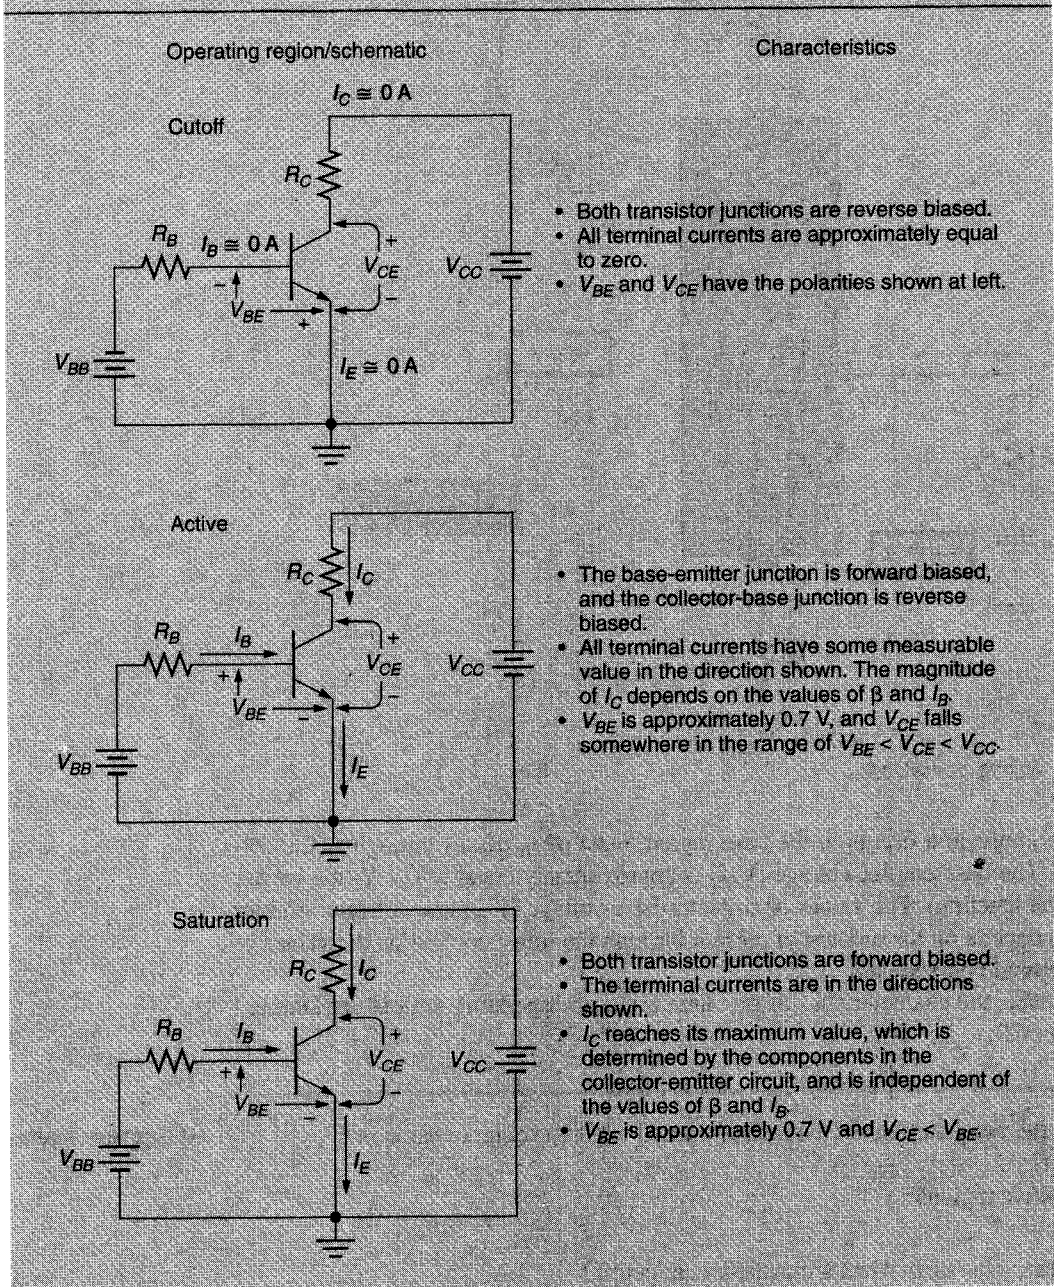 Operating region/schematic
Characteristics
I_C ≅ 0 A
Cutoff
R_C
R_B
I_B ≅ 0 A
+
V_CE
−
V_CC
−
V_BE
+
V_BB
I_E ≅ 0 A
• Both transistor junctions are reverse biased.
• All terminal currents are approximately equal
to zero.
• V_BE and V_CE have the polarities shown at left.
Active
R_C
I_C
R_B
I_B
+
V_CE
−
V_CC
+
V_BE
−
V_BB
I_E
• The base-emitter junction is forward biased,
and the collector-base junction is reverse
biased.
• All terminal currents have some measurable
value in the direction shown. The magnitude
of I_C depends on the values of β and I_B.
• V_BE is approximately 0.7 V, and V_CE falls
somewhere in the range of V_BE < V_CE < V_CC.
Saturation
R_C
I_C
R_B
I_B
+
V_CE
−
V_CC
+
V_BE
−
V_BB
I_E
• Both transistor junctions are forward biased.
• The terminal currents are in the directions
shown.
• I_C reaches its maximum value, which is
determined by the components in the
collector-emitter circuit, and is independent of
the values of β and I_B.
• V_BE is approximately 0.7 V and V_CE < V_BE.